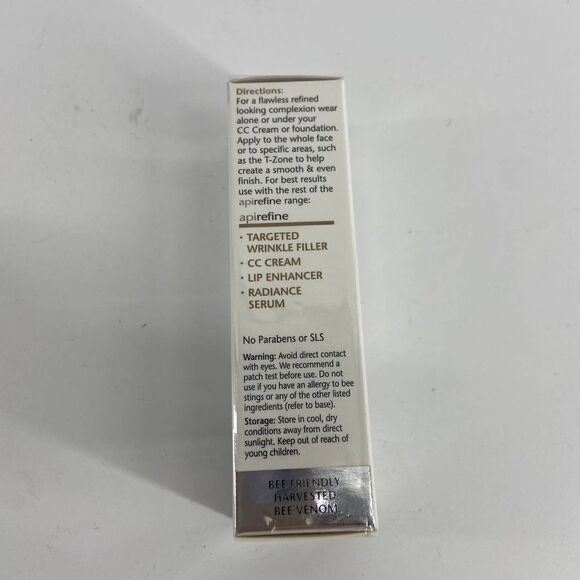 Directions:
For a flawless refined
looking complexion wear
alone or under your
CC Cream or foundation.
Apply to the whole face
or to specific areas, such
as the T-Zone to help
create a smooth & even
finish. For best results
use with the rest of the
apirefine range:
apirefine
• TARGETED
WRINKLE FILLER
• CC CREAM
• LIP ENHANCER
• RADIANCE
SERUM
No Parabens or SLS
Warning: Avoid direct contact
with eyes. We recommend a
patch test before use. Do not
use if you have an allergy to bee
stings or any of the other listed
ingredients (refer to base).
Storage: Store in cool, dry
conditions away from direct
sunlight. Keep out of reach of
young children.
BEE FRIENDLY
HARVESTED
BEE VENOM